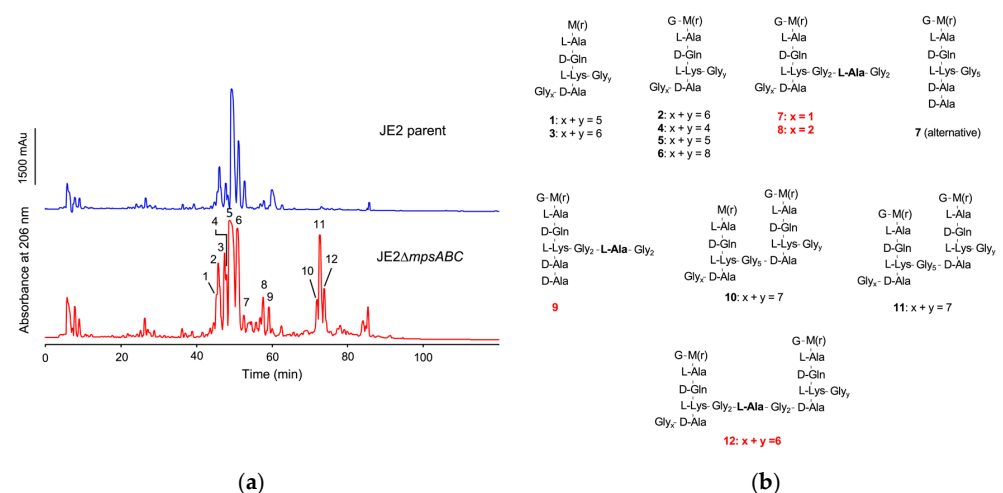 1500 mAu
Absorbance at 206 nm
JE2 parent
JE2ΔmpsABC
1
2
3
4
5
6
7
8
9
10
11
12
0 20 40 60 80 100
Time (min)
(a)
M(r)
L-Ala
D-Gln
L-Lys-Glyy
Glyx-D-Ala
1: x + y = 5
3: x + y = 6
G-M(r)
L-Ala
D-Gln
L-Lys-Glyy
Glyx-D-Ala
2: x + y = 6
4: x + y = 4
5: x + y = 5
6: x + y = 8
G-M(r)
L-Ala
D-Gln
L-Lys-Gly2-L-Ala-Gly2
Glyx-D-Ala
7: x = 1
8: x = 2
G-M(r)
L-Ala
D-Gln
L-Lys-Gly5
D-Ala
D-Ala
7 (alternative)
G-M(r)
L-Ala
D-Gln
L-Lys-Gly2-L-Ala-Gly2
D-Ala
D-Ala
9
M(r)
L-Ala
D-Gln
L-Lys-Gly5-D-Ala
Glyx-D-Ala
G-M(r)
L-Ala
D-Gln
L-Lys-Glyy
10: x + y = 7
G-M(r)
L-Ala
D-Gln
L-Lys-Gly5-D-Ala
Glyx-D-Ala
G-M(r)
L-Ala
D-Gln
L-Lys-Glyy
11: x + y = 7
G-M(r)
L-Ala
D-Gln
L-Lys-Gly2-L-Ala-Gly2-D-Ala
Glyx-D-Ala
G-M(r)
L-Ala
D-Gln
L-Lys-Glyy
12: x + y =6
(b)